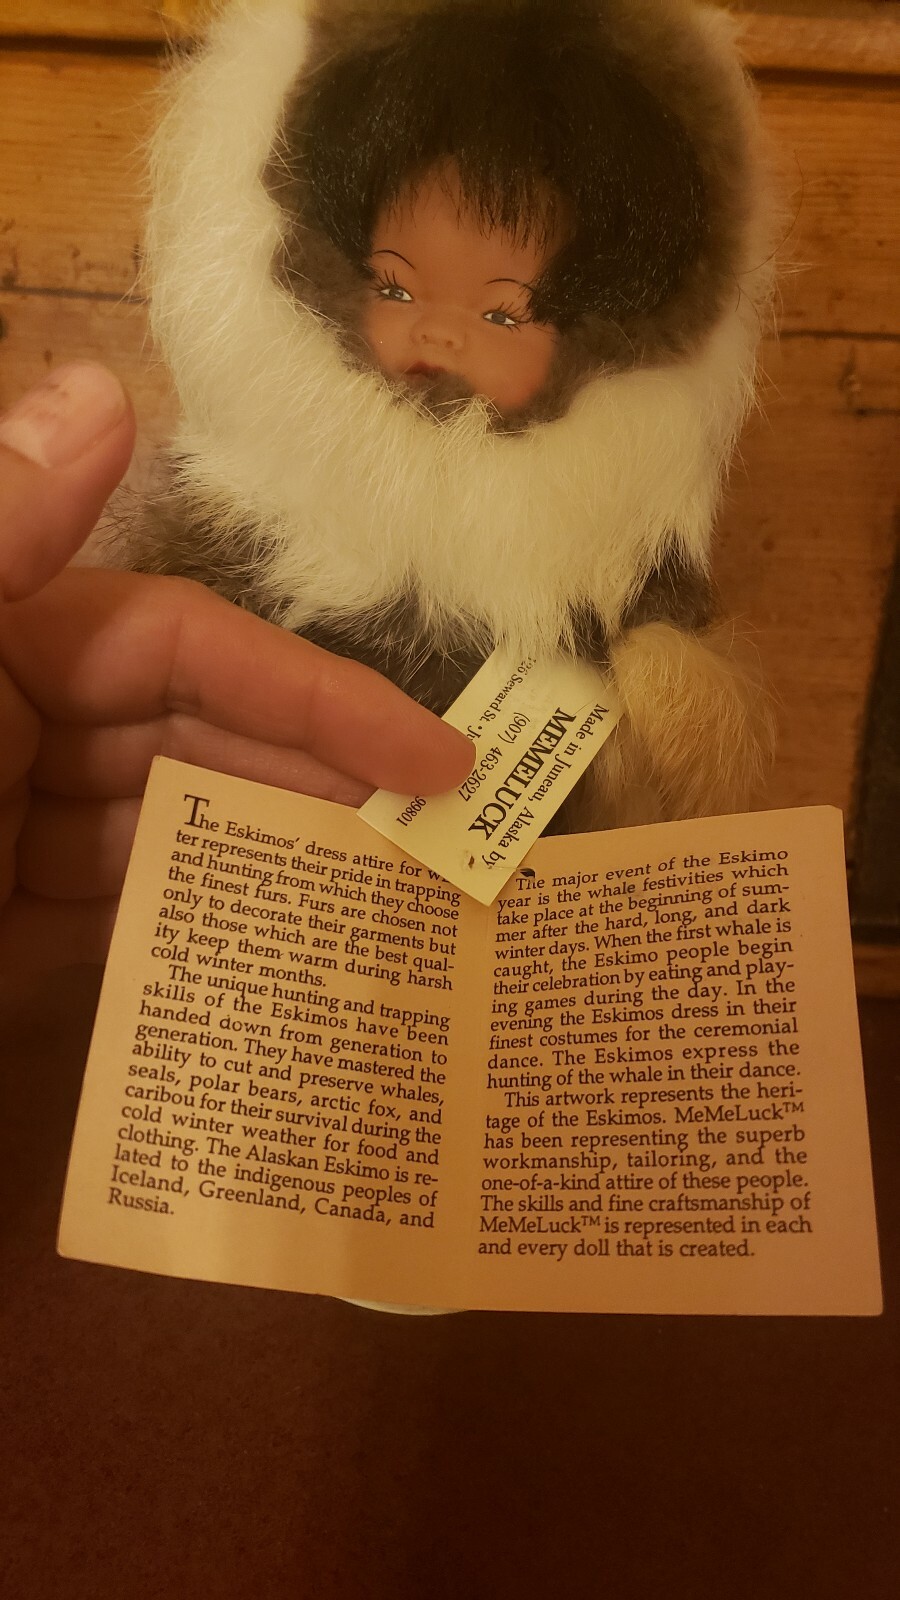 Made in Juneau, Alaska by
MEMELUCK
(907) 463-2627
Seward St. •
99801
The Eskimos' dress attire for
ter represents their pride in trapping
and hunting from which they choose
the finest furs. Furs are chosen not
only to decorate their garments but
also those which are the best qual-
ity keep them warm during harsh
cold winter months.
The unique hunting and trapping
skills of the Eskimos have been
handed down from generation to
generation. They have mastered the
ability to cut and preserve whales,
seals, polar bears, arctic fox, and
caribou for their survival during the
cold winter weather for food and
clothing. The Alaskan Eskimo is re-
lated to the indigenous peoples of
Iceland, Greenland, Canada, and
Russia.
The major event of the Eskimo
year is the whale festivities which
take place at the beginning of sum-
mer after the hard, long, and dark
winter days. When the first whale is
caught, the Eskimo people begin
their celebration by eating and play-
ing games during the day. In the
evening the Eskimos dress in their
finest costumes for the ceremonial
dance. The Eskimos express the
hunting of the whale in their dance.
This artwork represents the heri-
tage of the Eskimos. MeMeLuck™
has been representing the superb
workmanship, tailoring, and the
one-of-a-kind attire of these people.
The skills and fine craftsmanship of
MeMeLuck™ is represented in each
and every doll that is created.